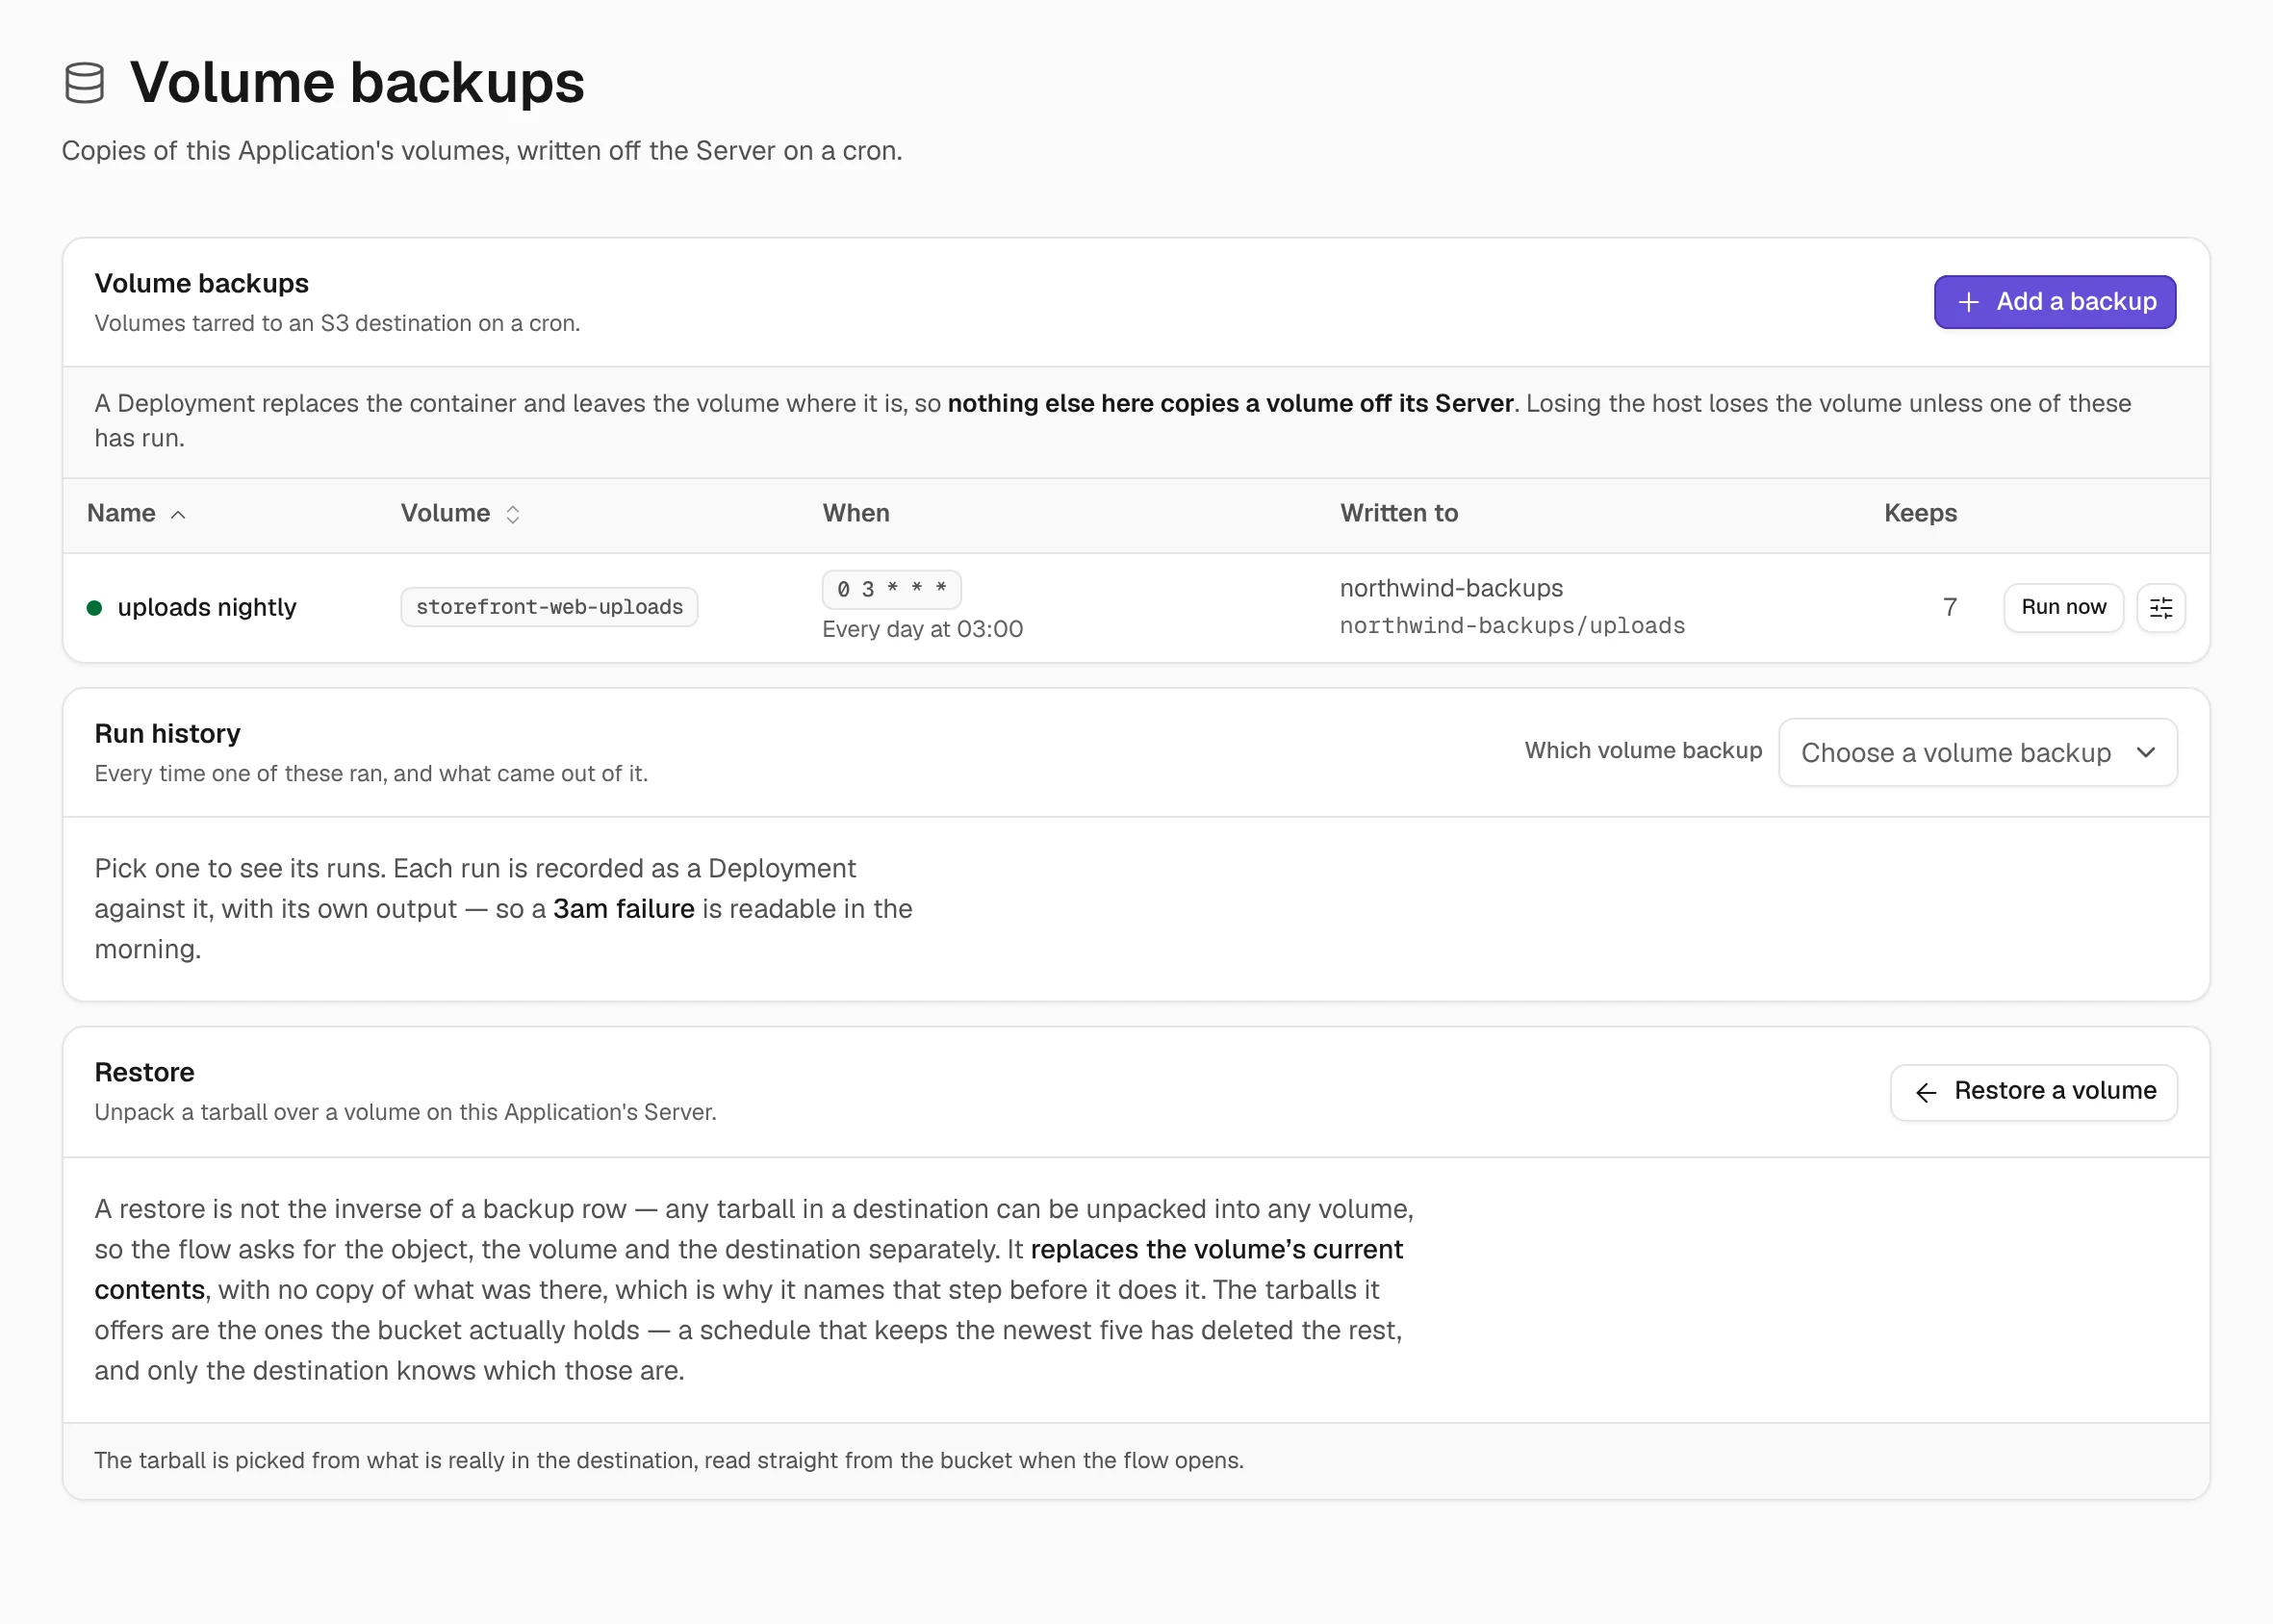 Volume backups
Copies of this Application's volumes, written off the Server on a cron.
Volume backups
Volumes tarred to an S3 destination on a cron.
Add a backup
A Deployment replaces the container and leaves the volume where it is, so nothing else here copies a volume off its Server. Losing the host loses the volume unless one of these
has run.
Name Volume When Written to Keeps
uploads nightly storefront-web-uploads 0 3 * * * northwind-backups 7 Run now
Every day at 03:00 northwind-backups/uploads
Run history
Every time one of these ran, and what came out of it.
Which volume backup Choose a volume backup
Pick one to see its runs. Each run is recorded as a Deployment
against it, with its own output — so a 3am failure is readable in the
morning.
Restore
Unpack a tarball over a volume on this Application's Server.
Restore a volume
A restore is not the inverse of a backup row — any tarball in a destination can be unpacked into any volume,
so the flow asks for the object, the volume and the destination separately. It replaces the volume’s current
contents, with no copy of what was there, which is why it names that step before it does it. The tarballs it
offers are the ones the bucket actually holds — a schedule that keeps the newest five has deleted the rest,
and only the destination knows which those are.
The tarball is picked from what is really in the destination, read straight from the bucket when the flow opens.